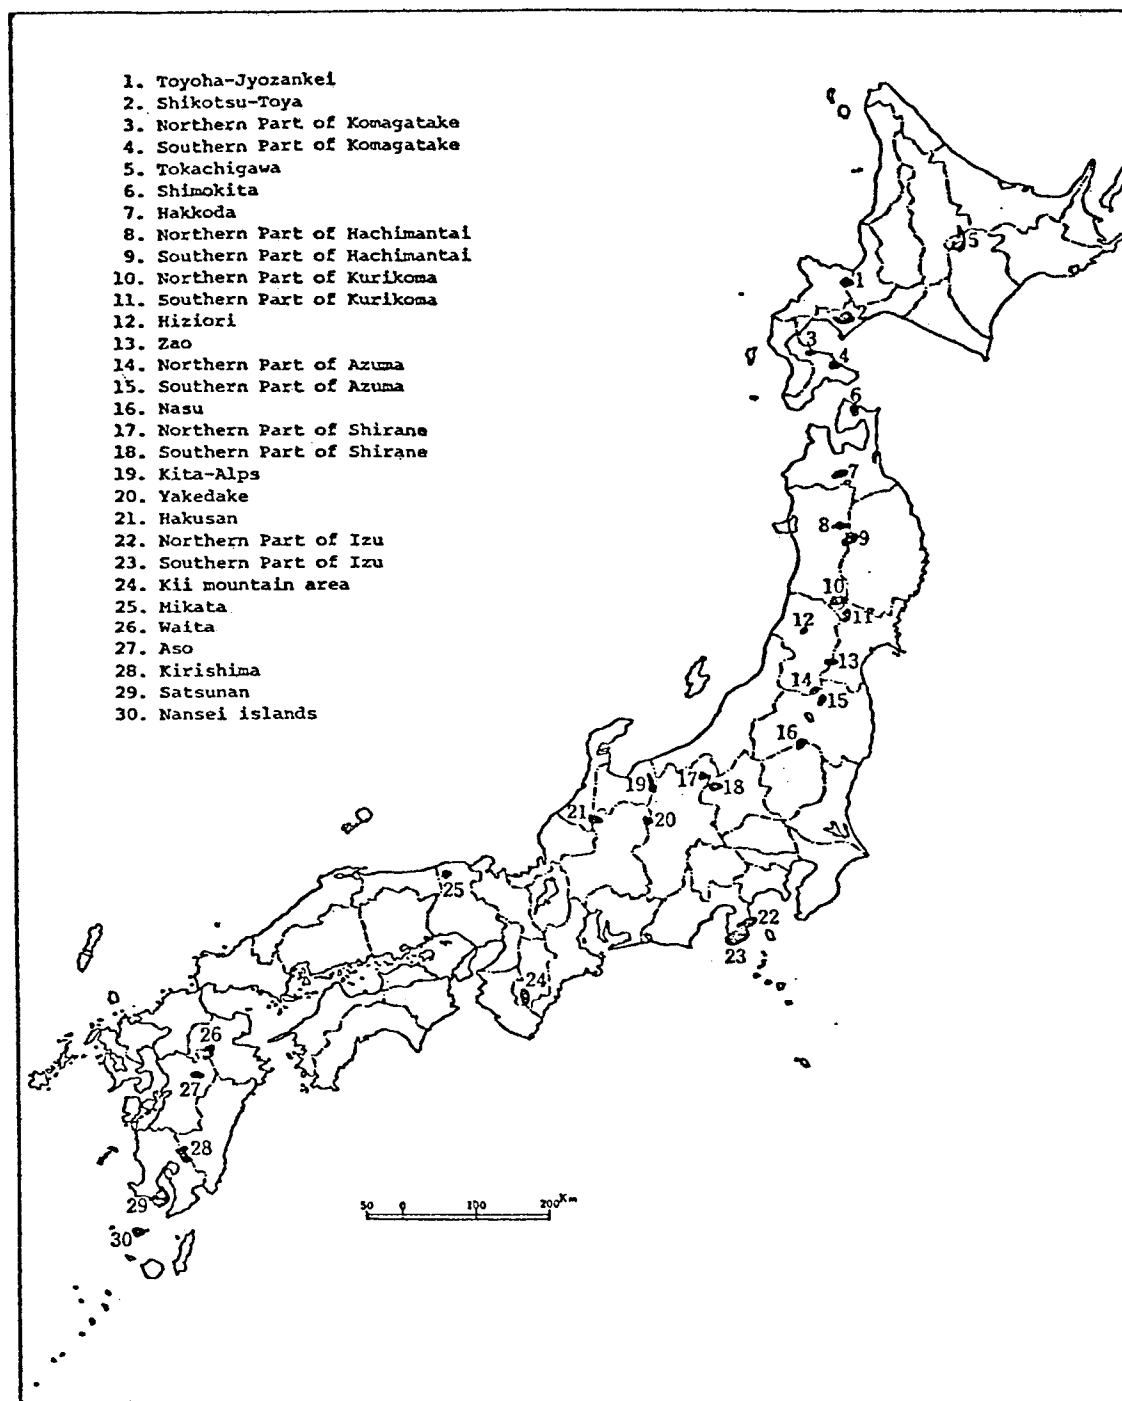 1. Toyoha-Jyozankei
2. Shikotsu-Toya
3. Northern Part of Komagatake
4. Southern Part of Komagatake
5. Tokachigawa
6. Shimokita
7. Hakkoda
8. Northern Part of Hachimantai
9. Southern Part of Hachimantai
10. Northern Part of Kurikoma
11. Southern Part of Kurikoma
12. Hiziori
13. Zao
14. Northern Part of Azuma
15. Southern Part of Azuma
16. Nasu
17. Northern Part of Shirane
18. Southern Part of Shirane
19. Kita-Alps
20. Yakedake
21. Hakusan
22. Northern Part of Izu
23. Southern Part of Izu
24. Kii mountain area
25. Mikata
26. Waita
27. Aso
28. Kirishima
29. Satsunan
30. Nansei islands
5
1
2
3
4
6
7
8
9
10
11
12
13
14
15
16
17
18
19
20
21
25
22
23
24
26
27
28
29
30
50 0 100 200 Km